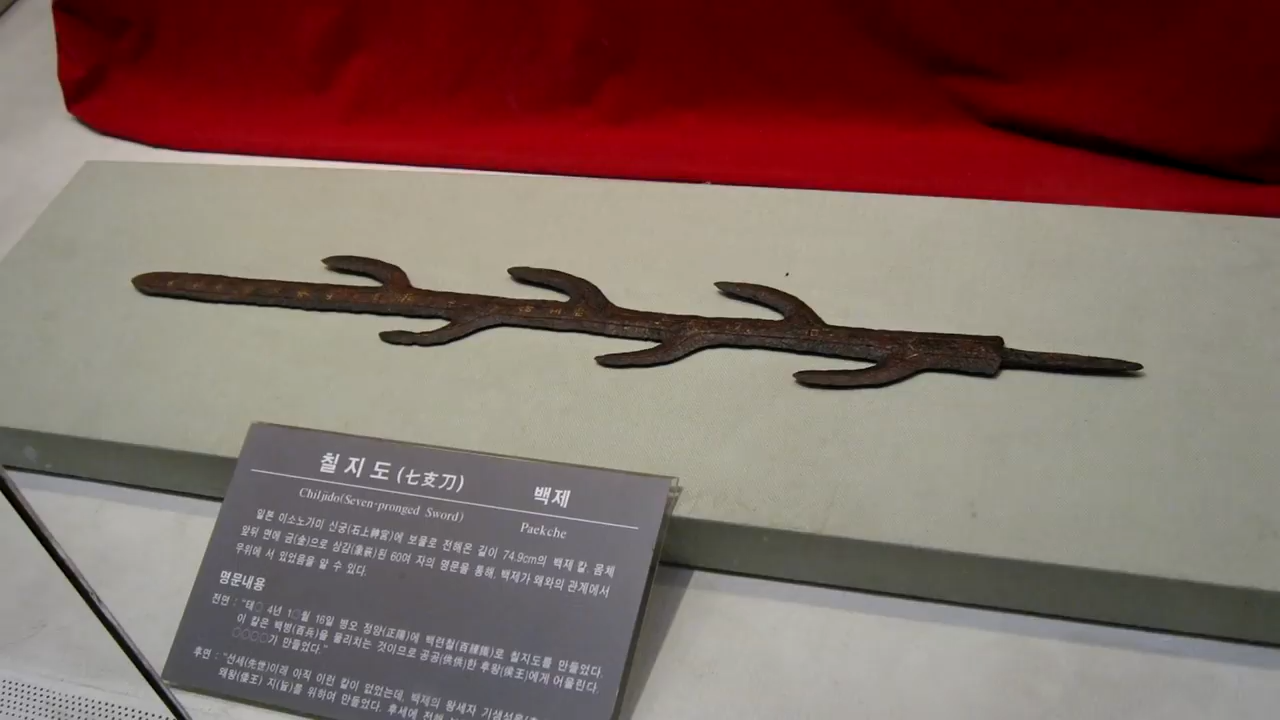 칠지도(七支刀) 백제
Chiljido(Seven-pronged Sword) Paekche
일본 이소노가미 신궁(石上神宮)에 보물로 전해온 길이 74.9cm의 백제 칼. 몸체
앞뒤 면에 금(金)으로 상감(象嵌)된 60여 자의 명문을 통해, 백제가 왜와의 관계에서
우위에 서 있었음을 알 수 있다.
명문내용
전면 : "태○ 4년 1○월 16일 병오 정양(正陽)에 백련철(百鍊鐵)로 칠지도를 만들었다.
이 칼은 백방(百兵)을 물리치는 것이므로 공공(供供)한 후왕(侯王)에게 어울린다.
○○○○가 만들었다."
후면 : "선세(先世)이래 아직 이런 칼이 없었는데, 백제의 왕세자 기생성음
왜왕(倭王) 지(旨)를 위하여 만들었다. 후세에 전해